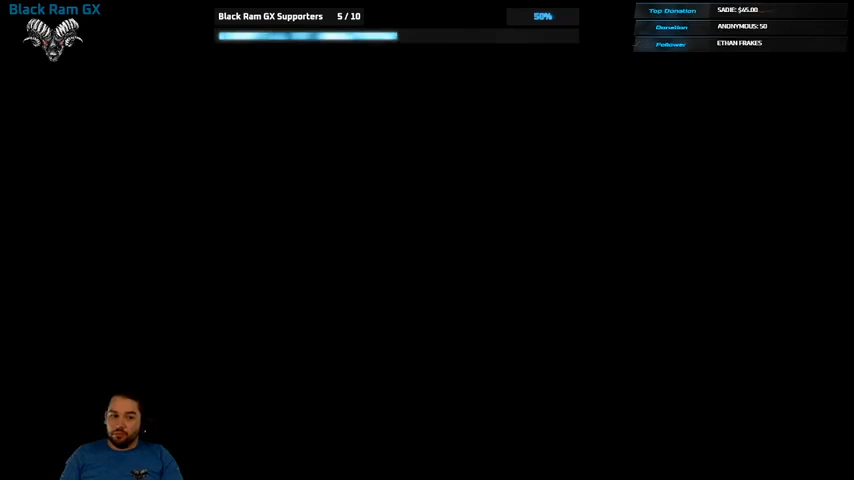 Black Ram GX
Black Ram GX Supporters 5 / 10 50%
Top Donation SADIE: $45.00
Donation ANONYMOUS: 50
Follower ETHAN FRAKES